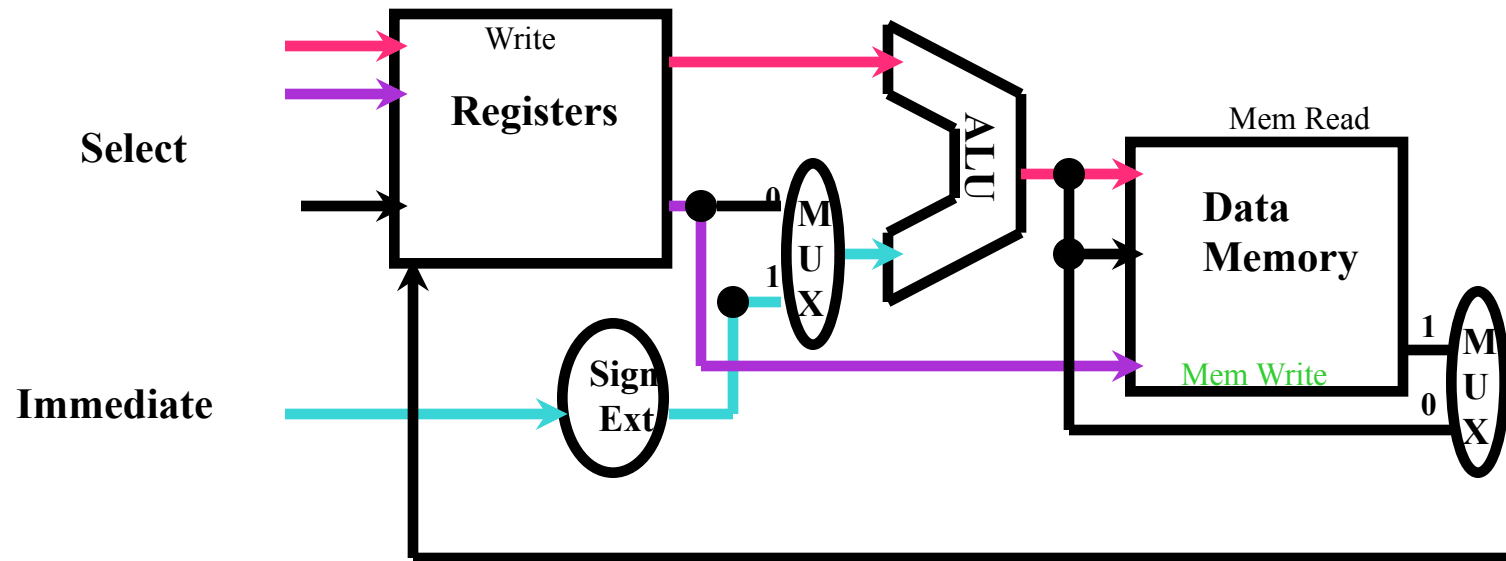 Write
Registers
Select
ALU
Mem Read
0
M
U
X
1
Data
Memory
1
M
U
X
0
Mem Write
Sign
Ext
Immediate